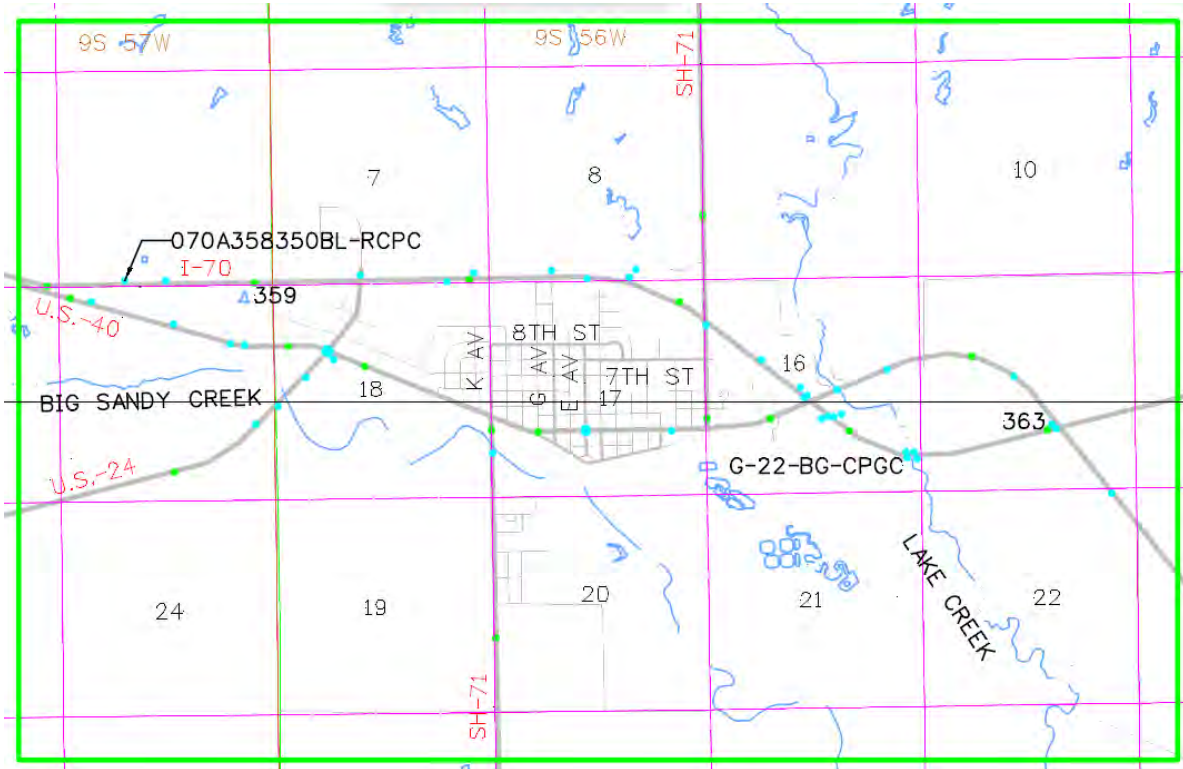 9S 57W
9S 56W
SH-71
7
8
10
070A358350BL-RCPC
I-70
359
U.S.-40
8TH ST
K AV
G AV
E AV
7TH ST
16
18
17
BIG SANDY CREEK
363
G-22-BG-CPGC
U.S.-24
LAKE CREEK
24
19
20
21
22
SH-71